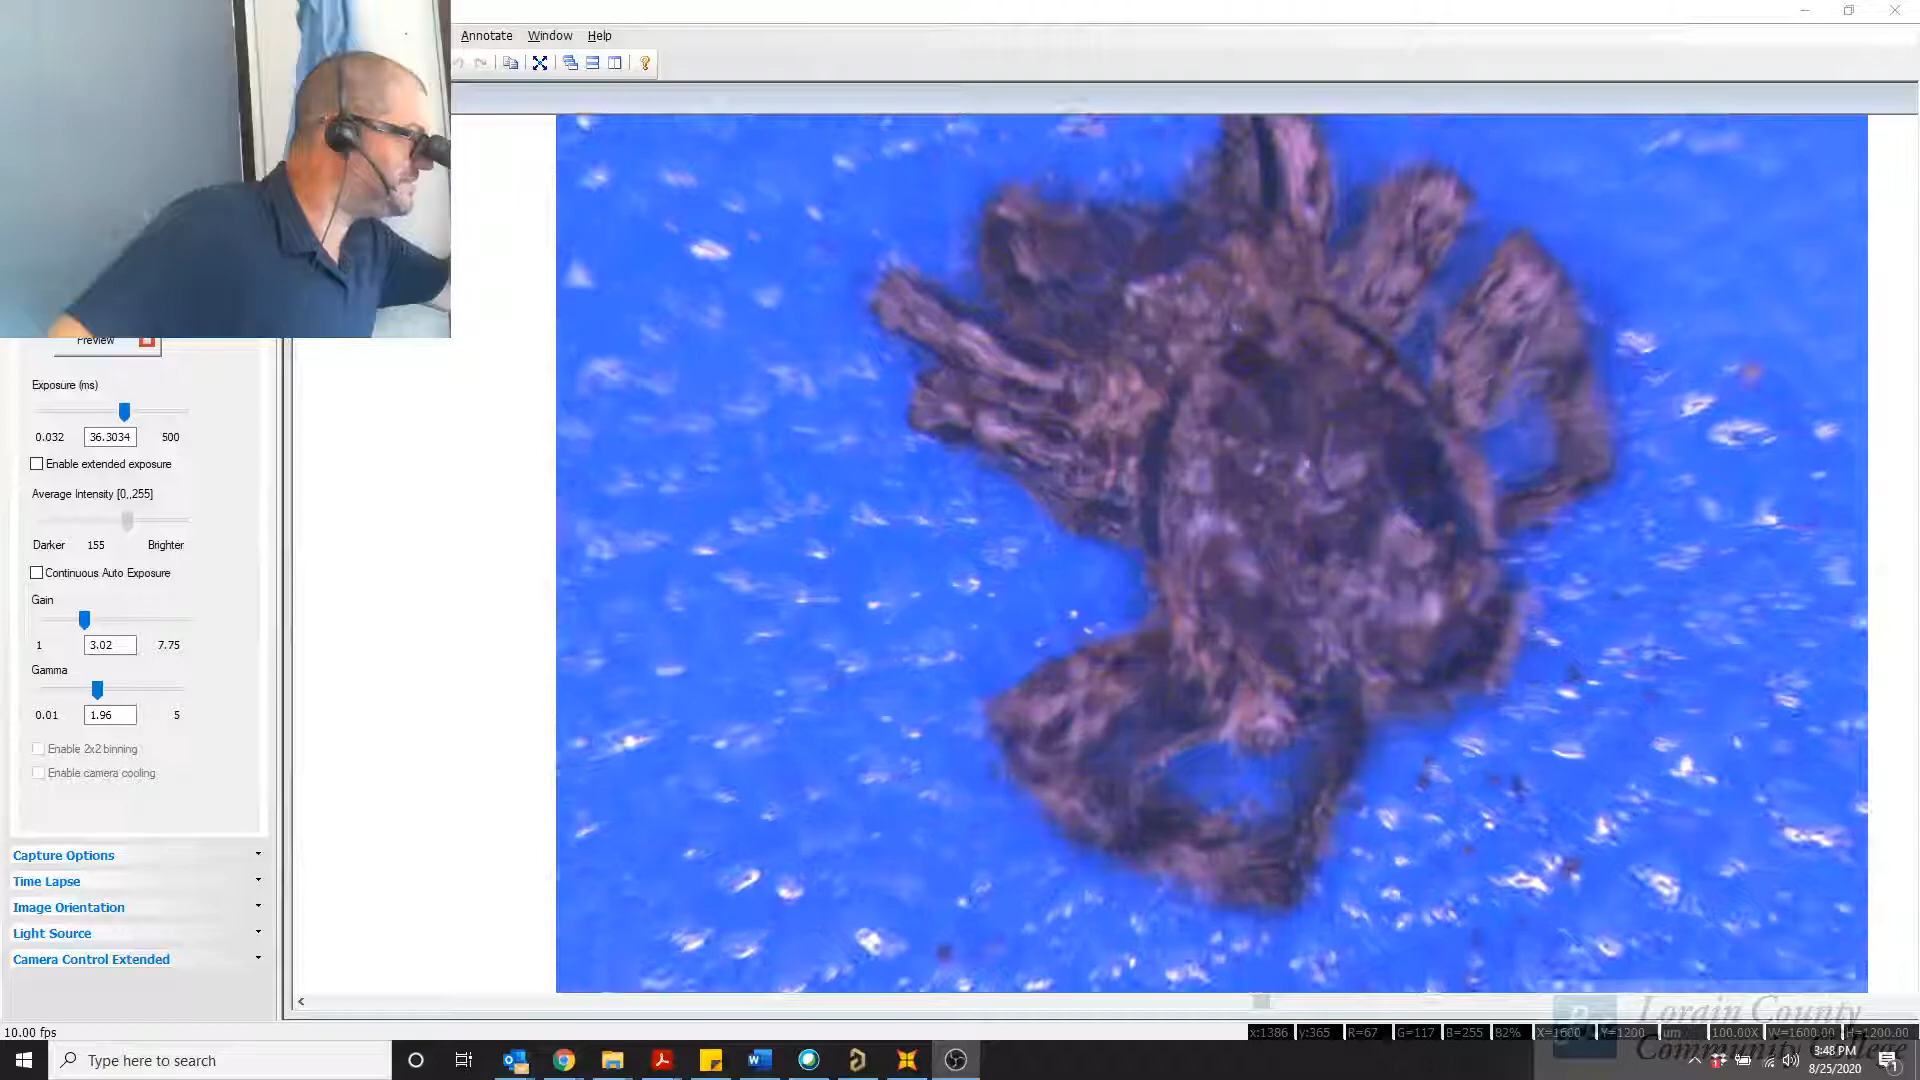 Annotate Window Help
Preview
Exposure (ms)
0.032 36.3034 500
Enable extended exposure
Average Intensity [0,,255]
Darker 155 Brighter
Continuous Auto Exposure
Gain
1 3.02 7.75
Gamma
0.01 1.96 5
Enable 2x2 binning
Enable camera cooling
Capture Options
Time Lapse
Image Orientation
Light Source
Camera Control Extended
Lorain County
Community College
10.00 fps
x:1386 y:365 R=67 G=117 B=255 82% X=1600 Y=1200 um 100.00X W=1600.00 H=1200.00
Type here to search
3:48 PM
8/25/2020